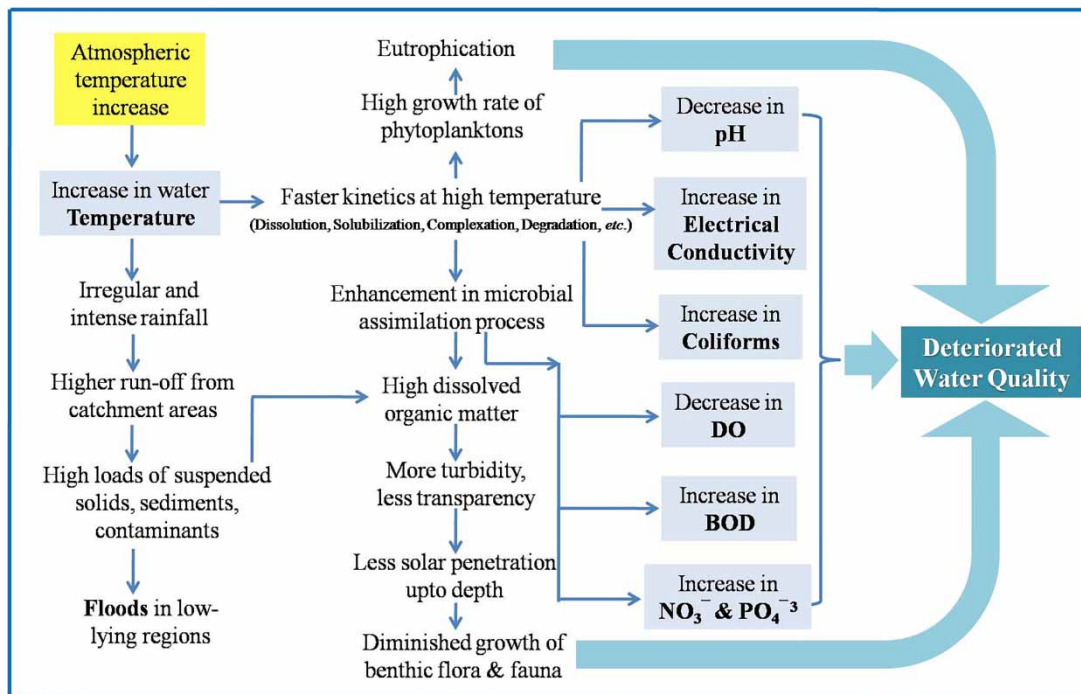 Atmospheric
temperature
increase
Increase in water
Temperature
Irregular and
intense rainfall
Higher run-off from
catchment areas
High loads of suspended
solids, sediments,
contaminants
Floods in low-
lying regions
Eutrophication
High growth rate of
phytoplanktons
Faster kinetics at high temperature
(Dissolution, Solubilization, Complexation, Degradation, etc.)
Enhancement in microbial
assimilation process
High dissolved
organic matter
More turbidity,
less transparency
Less solar penetration
upto depth
Diminished growth of
benthic flora & fauna
Decrease in
pH
Increase in
Electrical
Conductivity
Increase in
Coliforms
Decrease in
DO
Increase in
BOD
Increase in
NO₃⁻ & PO₄⁻³
Deteriorated
Water Quality